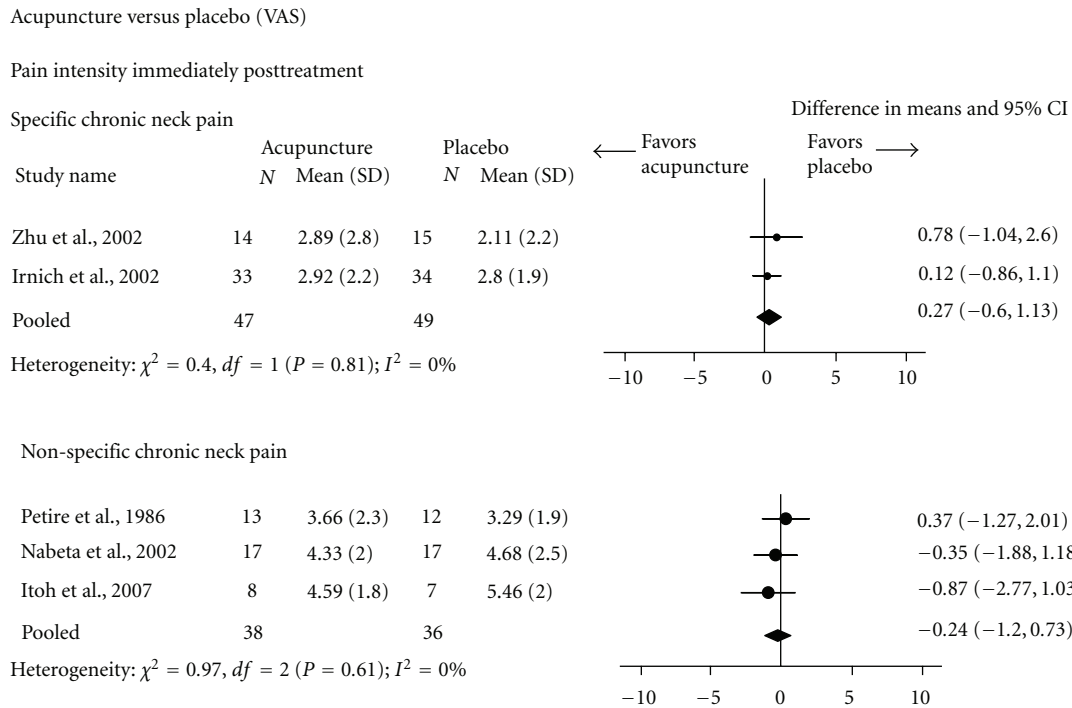 Acupuncture versus placebo (VAS)
Pain intensity immediately posttreatment
Specific chronic neck pain
Difference in means and 95% CI
Acupuncture Placebo
Favors acupuncture
Favors placebo
Study name N Mean (SD) N Mean (SD)
Zhu et al., 2002 14 2.89 (2.8) 15 2.11 (2.2) 0.78 (−1.04, 2.6)
Irnich et al., 2002 33 2.92 (2.2) 34 2.8 (1.9) 0.12 (−0.86, 1.1)
Pooled 47 49 0.27 (−0.6, 1.13)
Heterogeneity: χ² = 0.4, df = 1 (P = 0.81); I² = 0%
−10 −5 0 5 10
Non-specific chronic neck pain
Petire et al., 1986 13 3.66 (2.3) 12 3.29 (1.9) 0.37 (−1.27, 2.01)
Nabeta et al., 2002 17 4.33 (2) 17 4.68 (2.5) −0.35 (−1.88, 1.18
Itoh et al., 2007 8 4.59 (1.8) 7 5.46 (2) −0.87 (−2.77, 1.03
Pooled 38 36 −0.24 (−1.2, 0.73)
Heterogeneity: χ² = 0.97, df = 2 (P = 0.61); I² = 0%
−10 −5 0 5 10